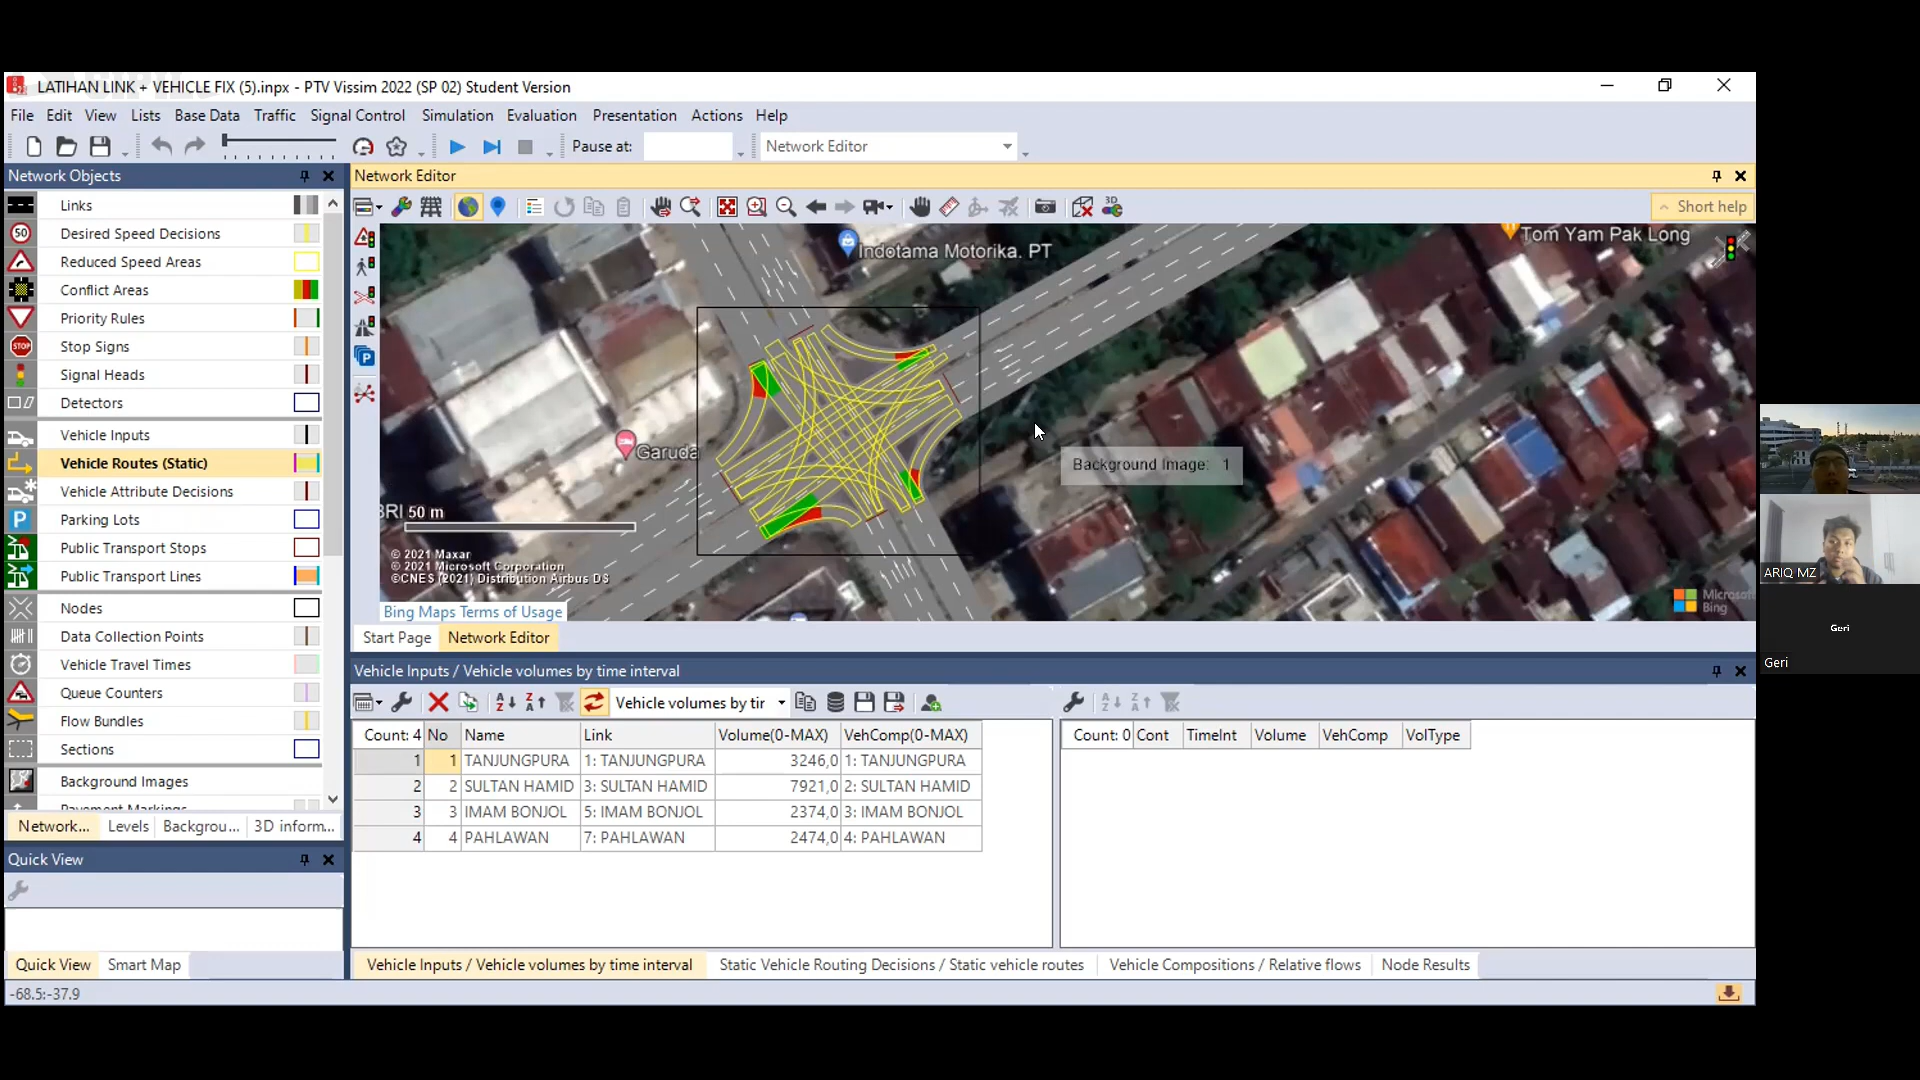 LATIHAN LINK + VEHICLE FIX (5).inpx - PTV Vissim 2022 (SP 02) Student Version
File Edit View Lists Base Data Traffic Signal Control Simulation Evaluation Presentation Actions Help
Pause at: Network Editor
Network Objects
Links
50 Desired Speed Decisions
Reduced Speed Areas
Conflict Areas
Priority Rules
STOP Stop Signs
Signal Heads
Detectors
Vehicle Inputs
Vehicle Routes (Static)
Vehicle Attribute Decisions
P Parking Lots
Public Transport Stops
Public Transport Lines
Nodes
Data Collection Points
Vehicle Travel Times
Queue Counters
Flow Bundles
Sections
Background Images
Pavement Markings
Network... Levels Backgrou... 3D inform...
Quick View
Quick View Smart Map
-68.5:-37.9
Network Editor
3D
Short help
P
Indotama Motorika. PT
Tom Yam Pak Long
Garuda
Background Image: 1
BRI 50 m
© 2021 Maxar
© 2021 Microsoft Corporation
©CNES (2021) Distribution Airbus DS
Bing Maps Terms of Usage
Microsoft
Bing
Start Page Network Editor
Vehicle Inputs / Vehicle volumes by time interval
Vehicle volumes by tir
Count: 4 No Name Link Volume(0-MAX) VehComp(0-MAX)
1 1 TANJUNGPURA 1: TANJUNGPURA 3246,0 1: TANJUNGPURA
2 2 SULTAN HAMID 3: SULTAN HAMID 7921,0 2: SULTAN HAMID
3 3 IMAM BONJOL 5: IMAM BONJOL 2374,0 3: IMAM BONJOL
4 4 PAHLAWAN 7: PAHLAWAN 2474,0 4: PAHLAWAN
Count: 0 Cont TimeInt Volume VehComp VolType
Vehicle Inputs / Vehicle volumes by time interval Static Vehicle Routing Decisions / Static vehicle routes Vehicle Compositions / Relative flows Node Results
ARIQ MZ
Geri
Geri